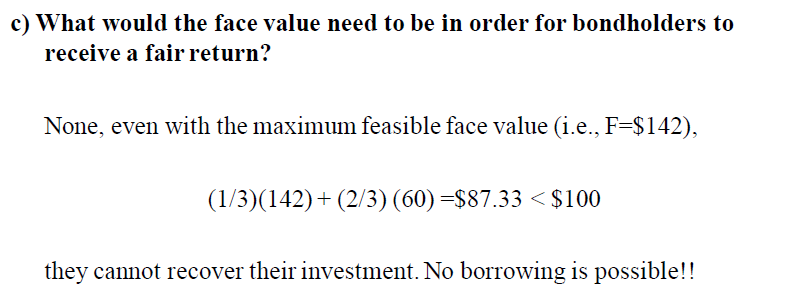 c) What would the face value need to be in order for bondholders to
receive a fair return?
None, even with the maximum feasible face value (i.e., F=$142),
(1/3)(142) + (2/3) (60) =$87.33 < $100
they cannot recover their investment. No borrowing is possible!!